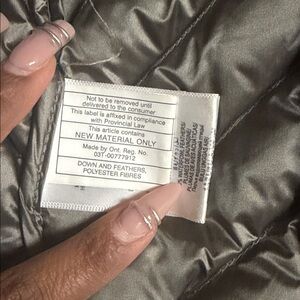 Not to be removed until
delivered to the consumer
This label is affixed in compliance
with Provincial Law
This article contains
NEW MATERIAL ONLY
Made by Ont. Reg. No.
03T-00777912
DOWN AND FEATHERS,
POLYESTER FIBRES